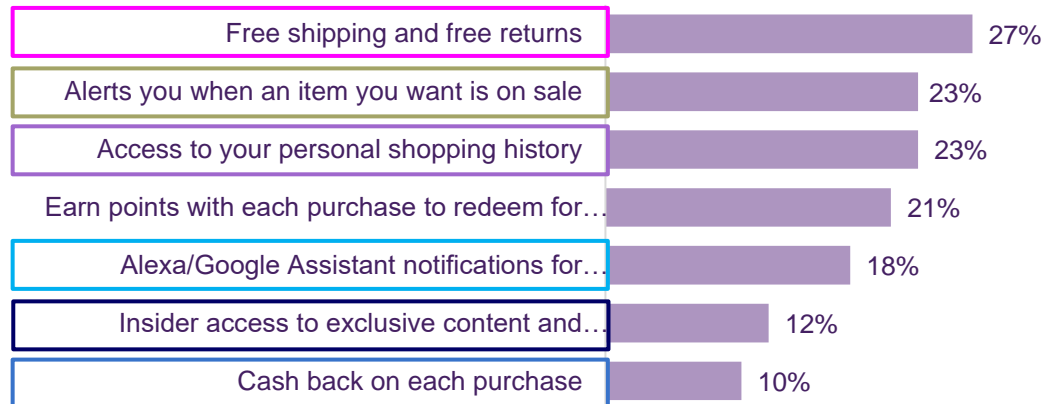 Free shipping and free returns 27%
Alerts you when an item you want is on sale 23%
Access to your personal shopping history 23%
Earn points with each purchase to redeem for… 21%
Alexa/Google Assistant notifications for… 18%
Insider access to exclusive content and… 12%
Cash back on each purchase 10%